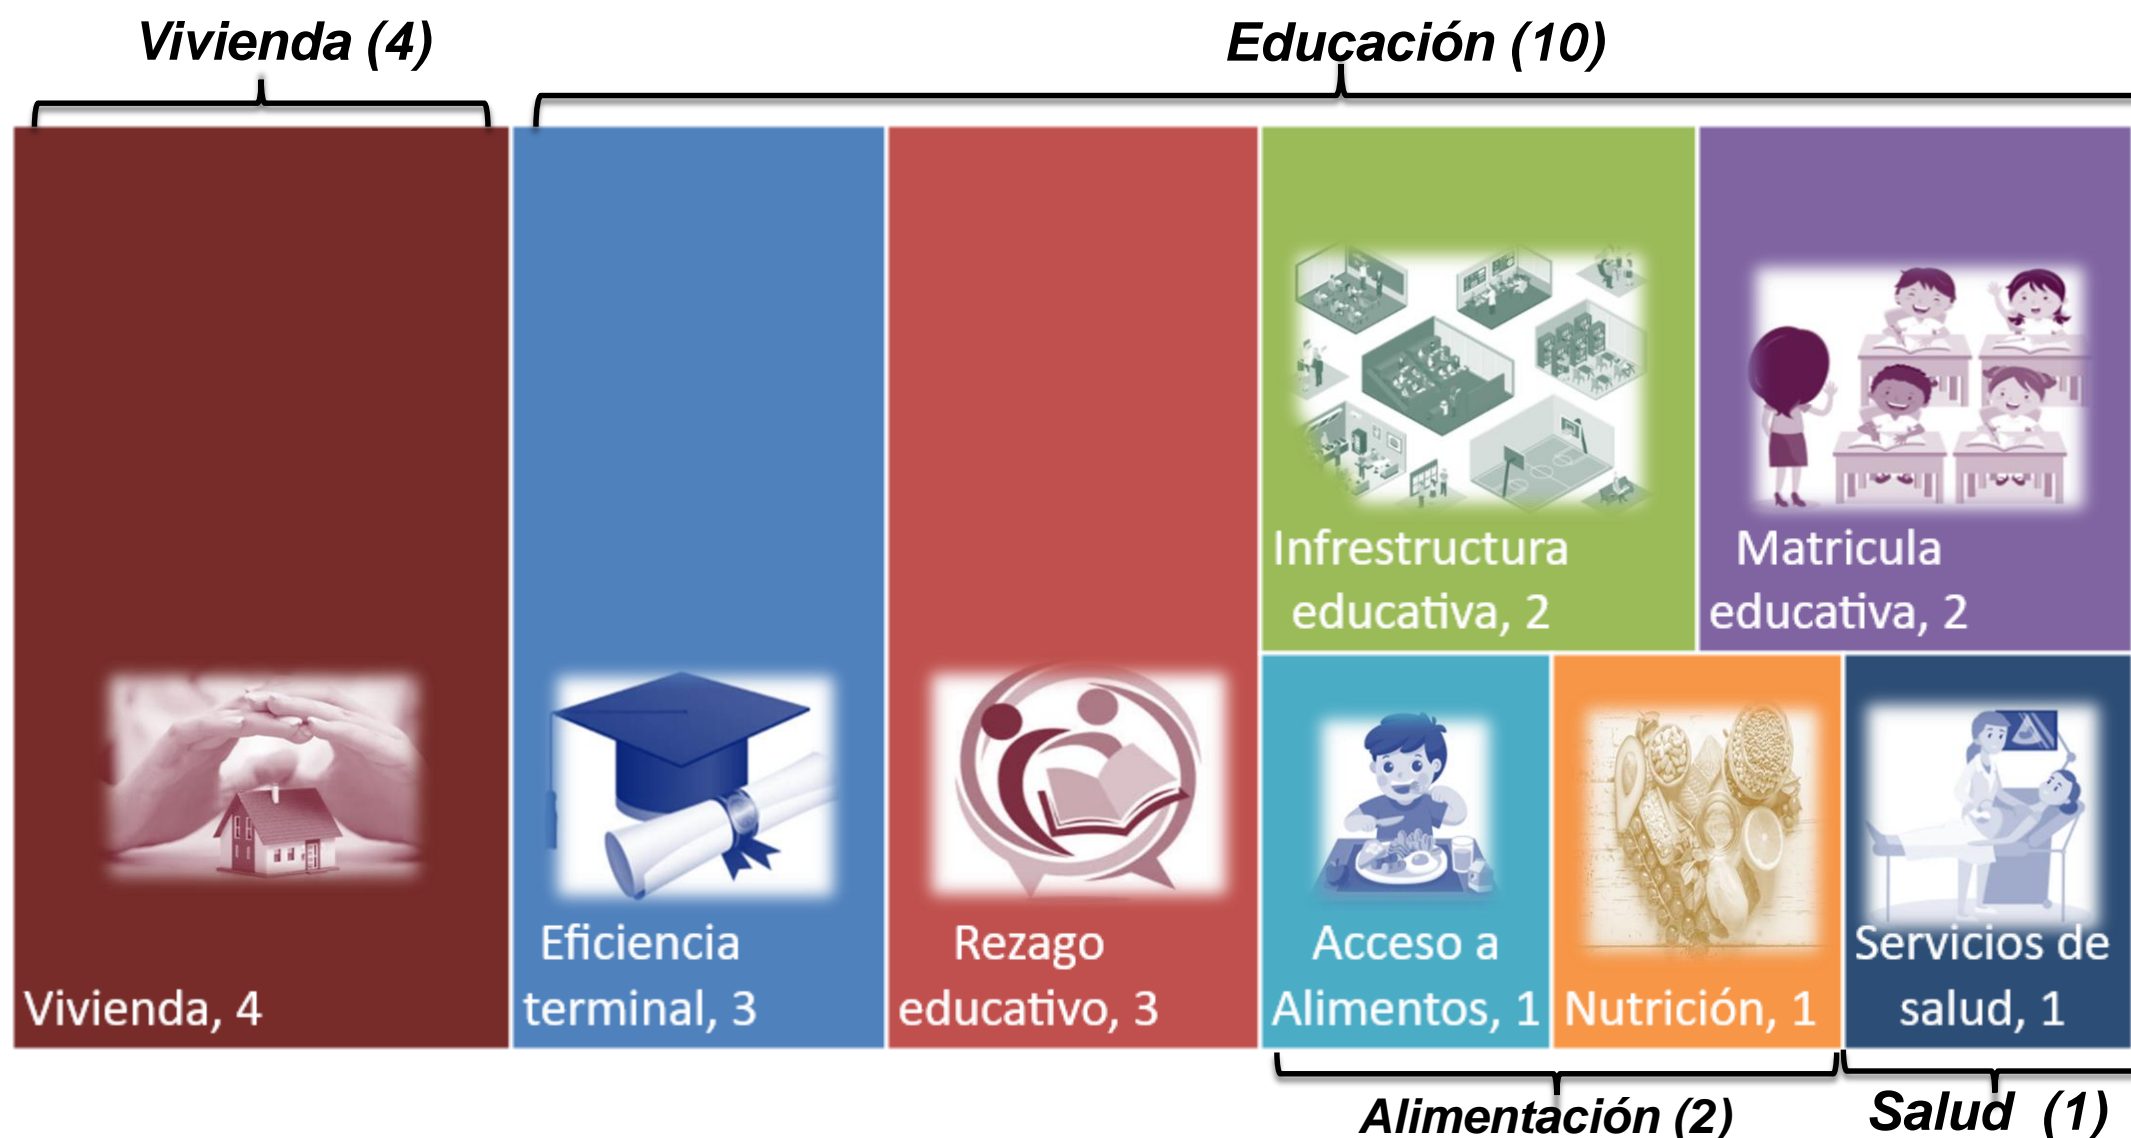 Vivienda (4)
Educación (10)
Infrestructura
educativa, 2
Matricula
educativa, 2
Vivienda, 4
Eficiencia
terminal, 3
Rezago
educativo, 3
Acceso a
Alimentos, 1
Nutrición, 1
Servicios de
salud, 1
Alimentación (2)
Salud (1)